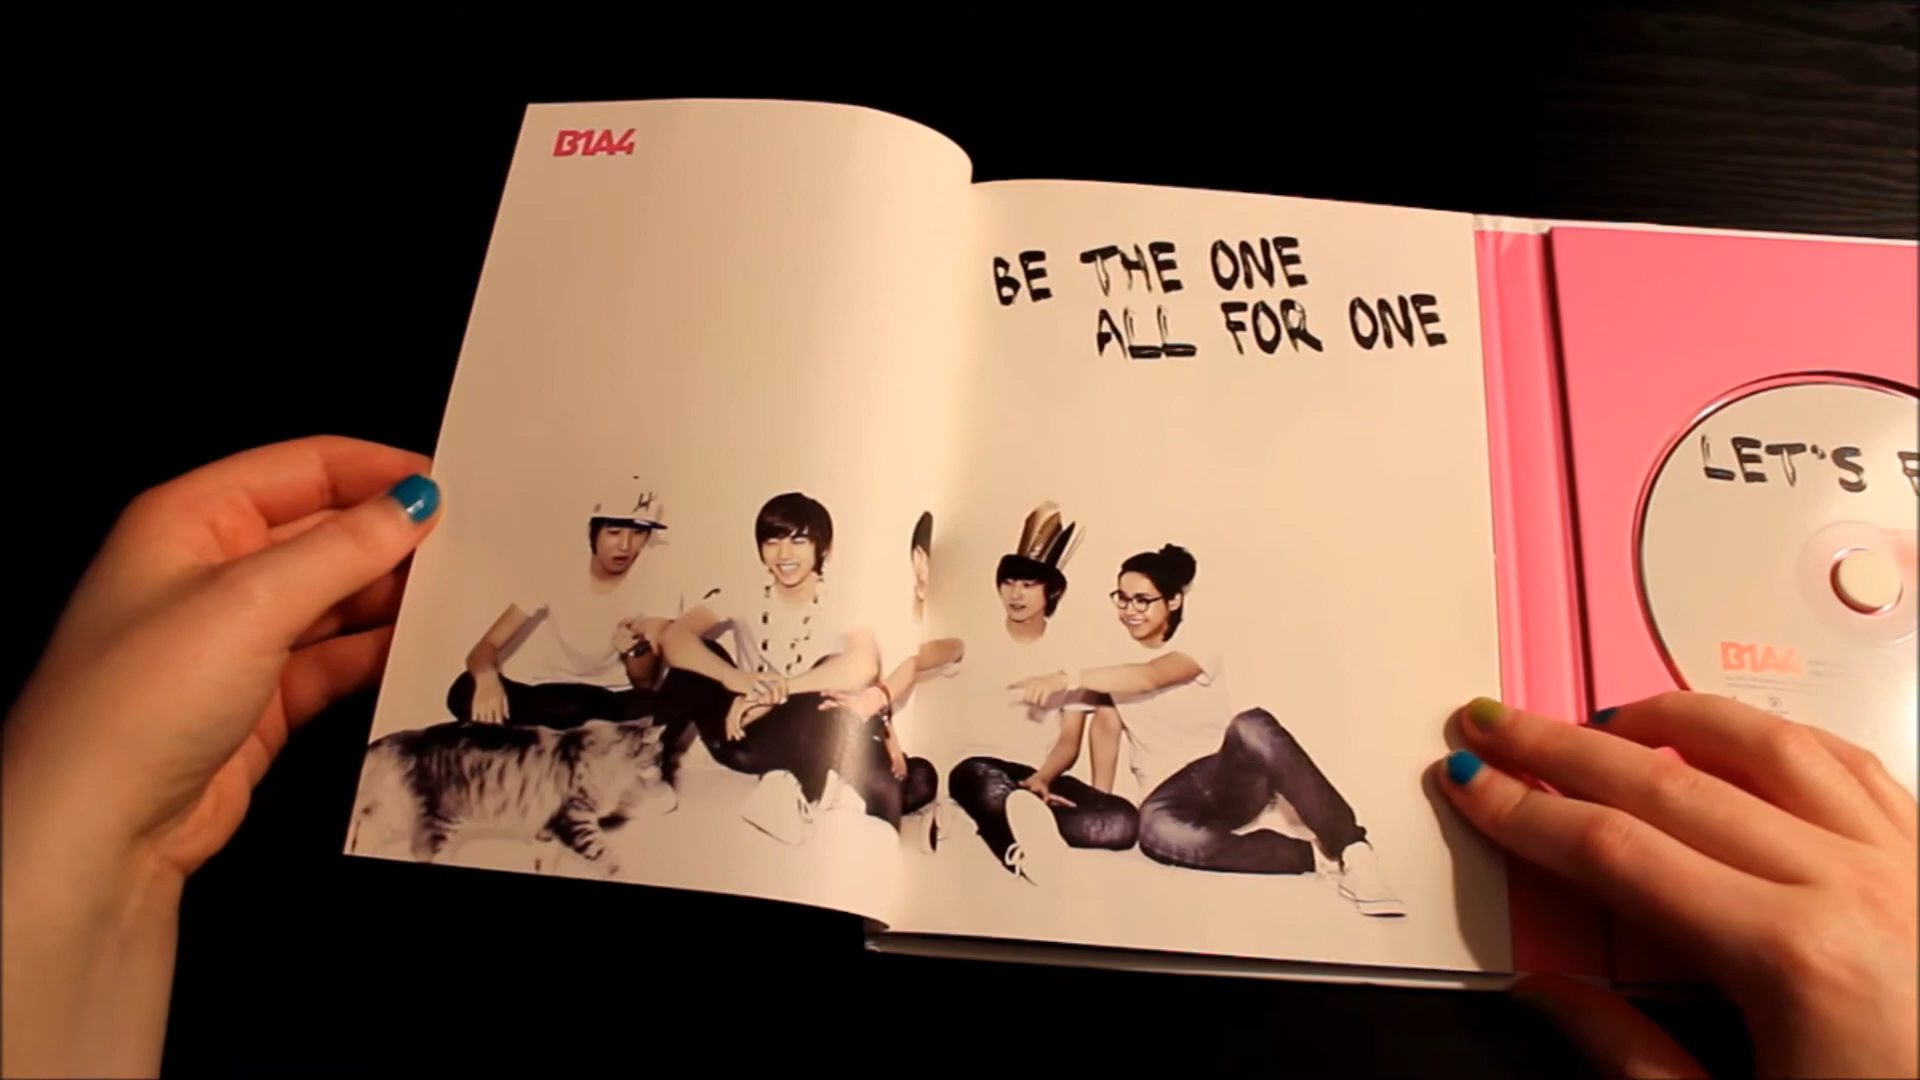 B1A4
BE THE ONE
ALL FOR ONE
LET'S
B1A4